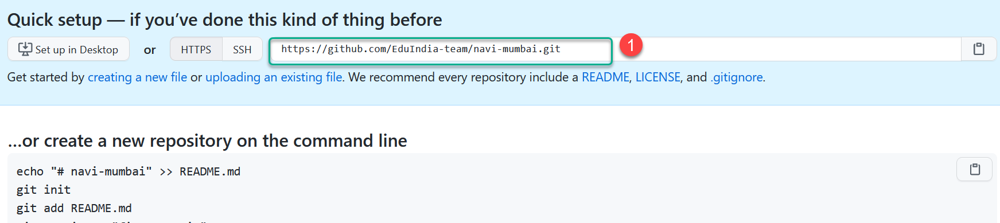 Quick setup — if you’ve done this kind of thing before
Set up in Desktop or HTTPS SSH https://github.com/EduIndia-team/navi-mumbai.git 1
Get started by creating a new file or uploading an existing file. We recommend every repository include a README, LICENSE, and .gitignore.
…or create a new repository on the command line
echo "# navi-mumbai" >> README.md
git init
git add README.md